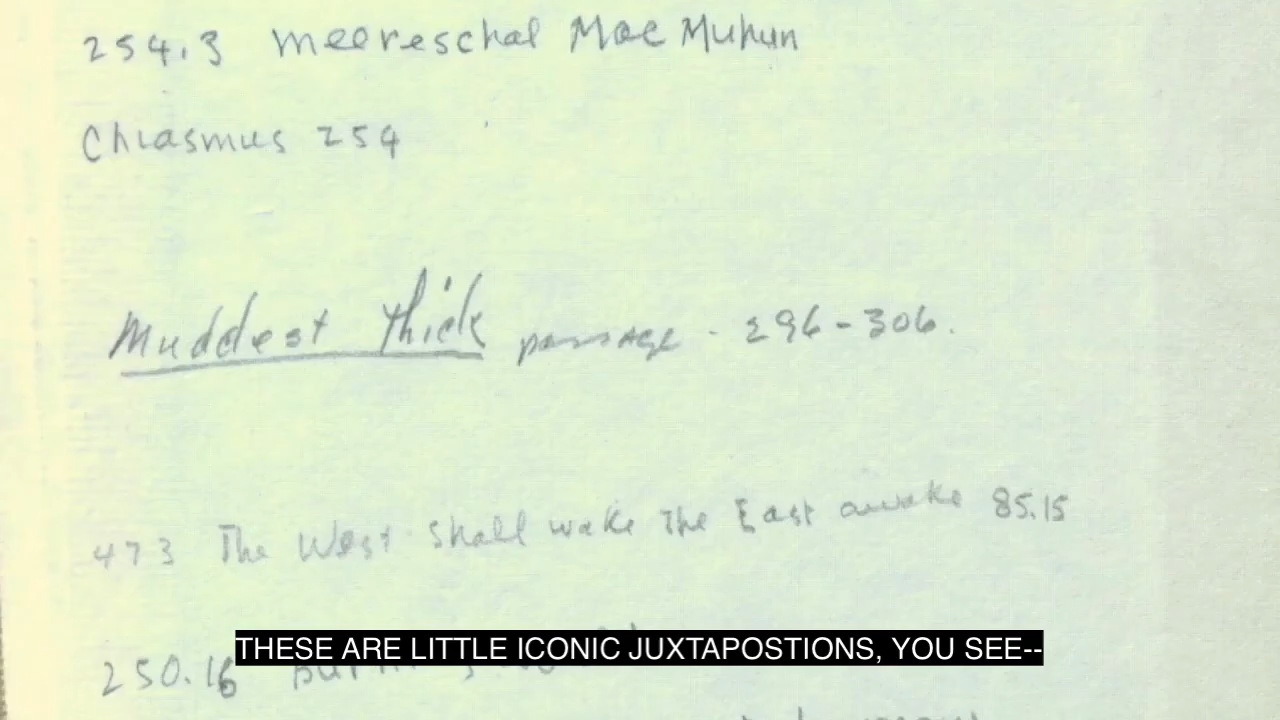 254.3 meereschal MacMuhun
Chiasmus 254
Muddest thick passage - 296-306.
473 The West shall wake the East awake 85.15
THESE ARE LITTLE ICONIC JUXTAPOSTIONS, YOU SEE--
250.16